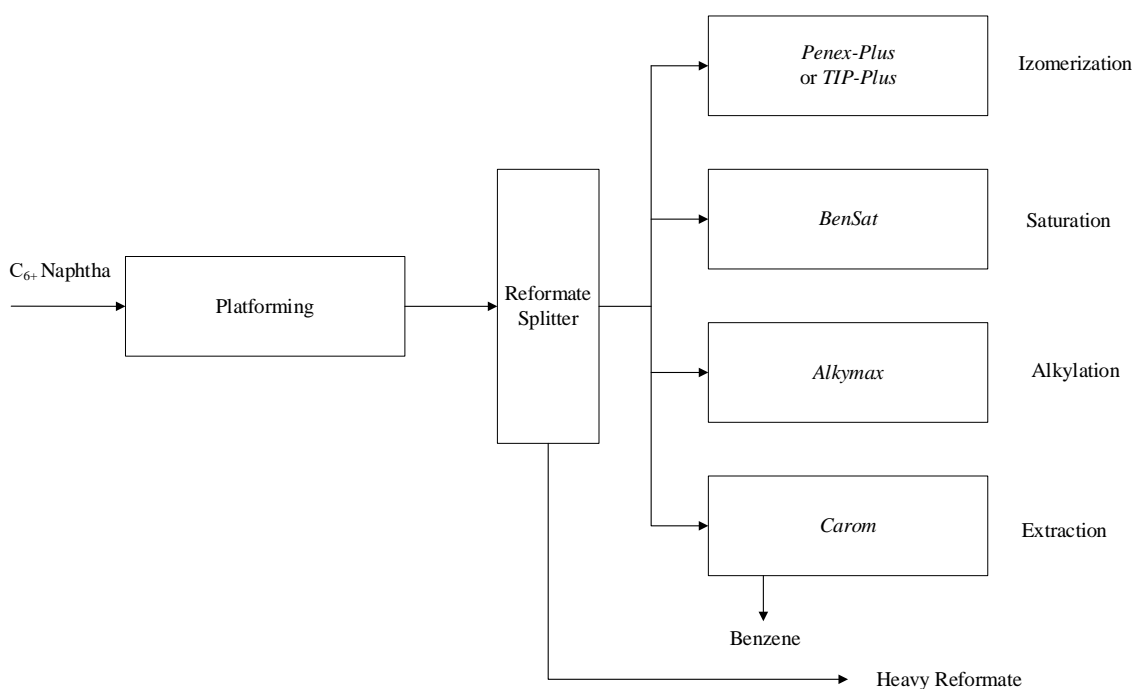 Penex-Plus
or TIP-Plus
Izomerization
BenSat
Saturation
C₆₊ Naphtha
Platforming
Reformate
Splitter
Alkymax
Alkylation
Carom
Extraction
Benzene
Heavy Reformate